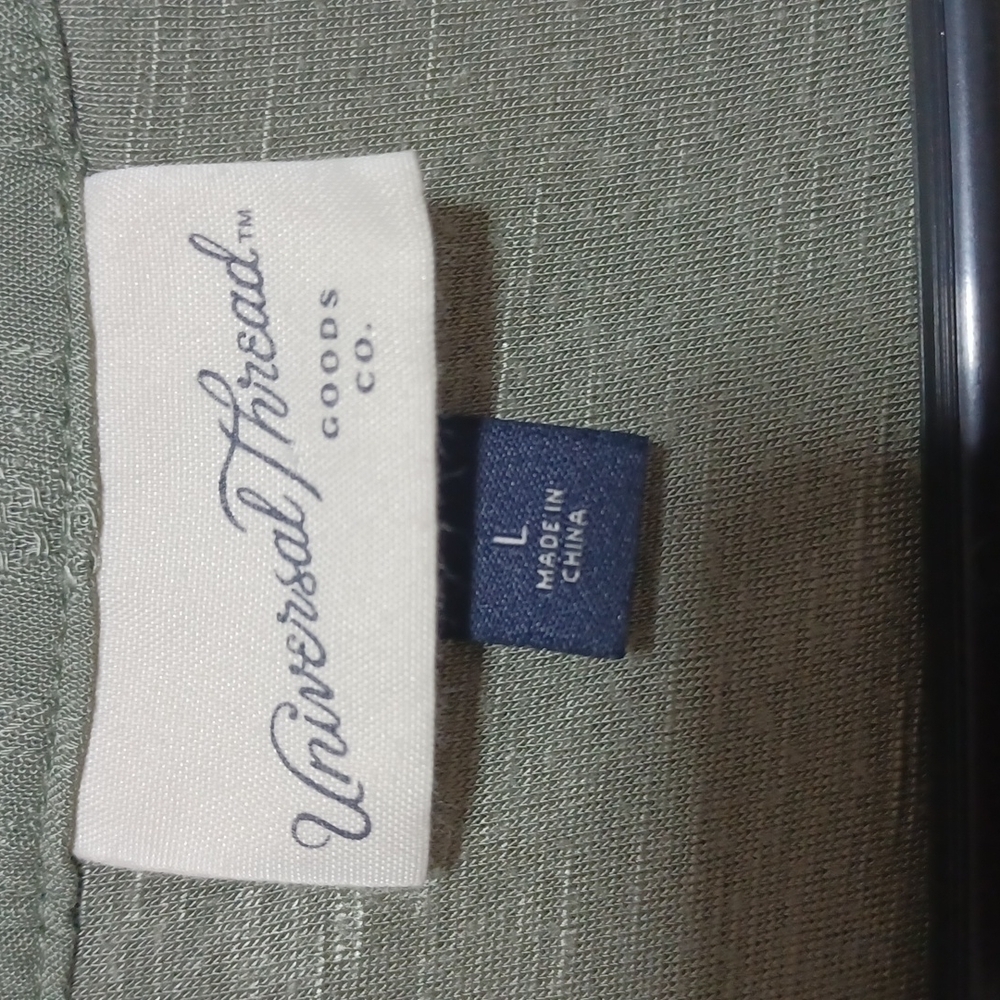 Universal Thread™
GOODS
CO.
L
MADE IN
CHINA